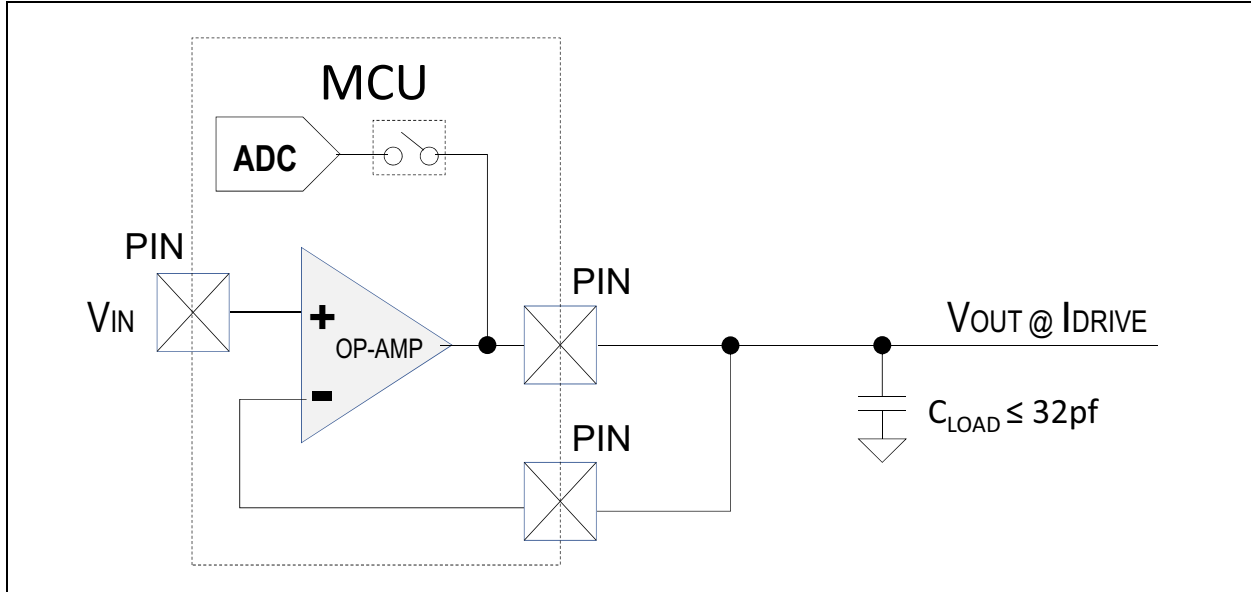 MCU
ADC
PIN
VIN
+
OP-AMP
-
PIN
VOUT @ IDRIVE
CLOAD ≤ 32pf
PIN